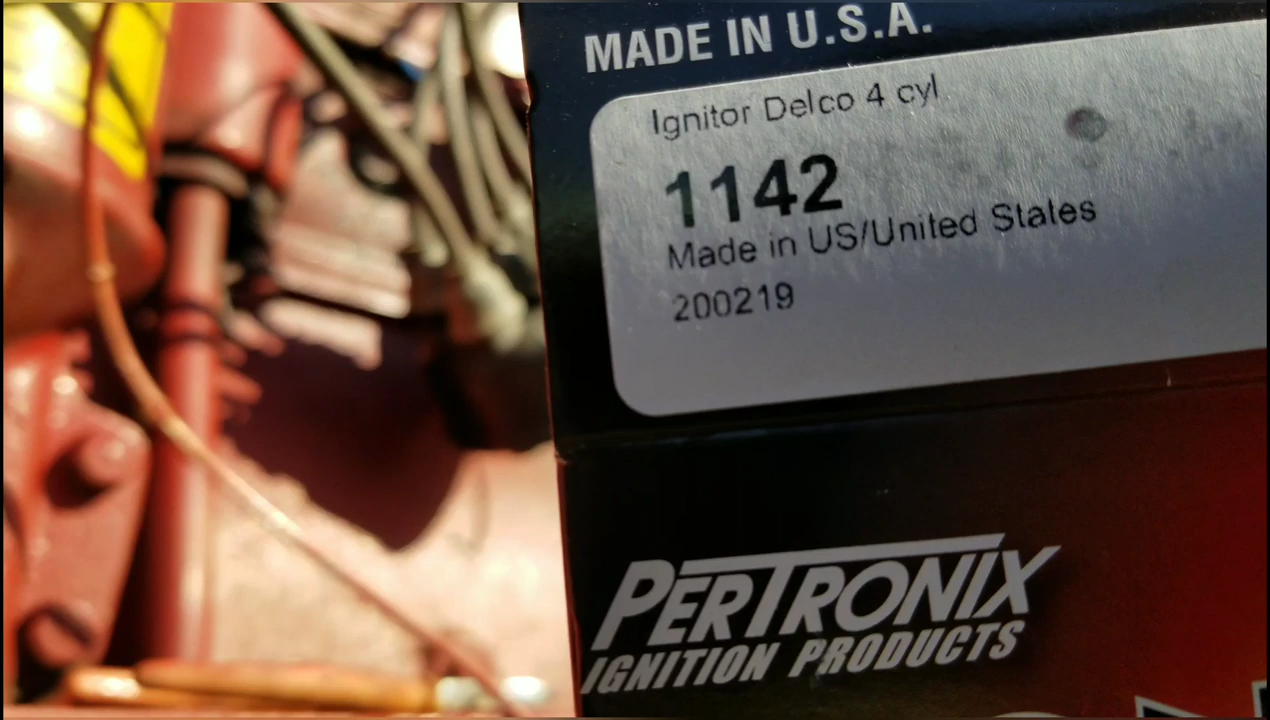 MADE IN U.S.A.
Ignitor Delco 4 cyl
1142
Made in US/United States
200219
PERTRONIX
IGNITION PRODUCTS